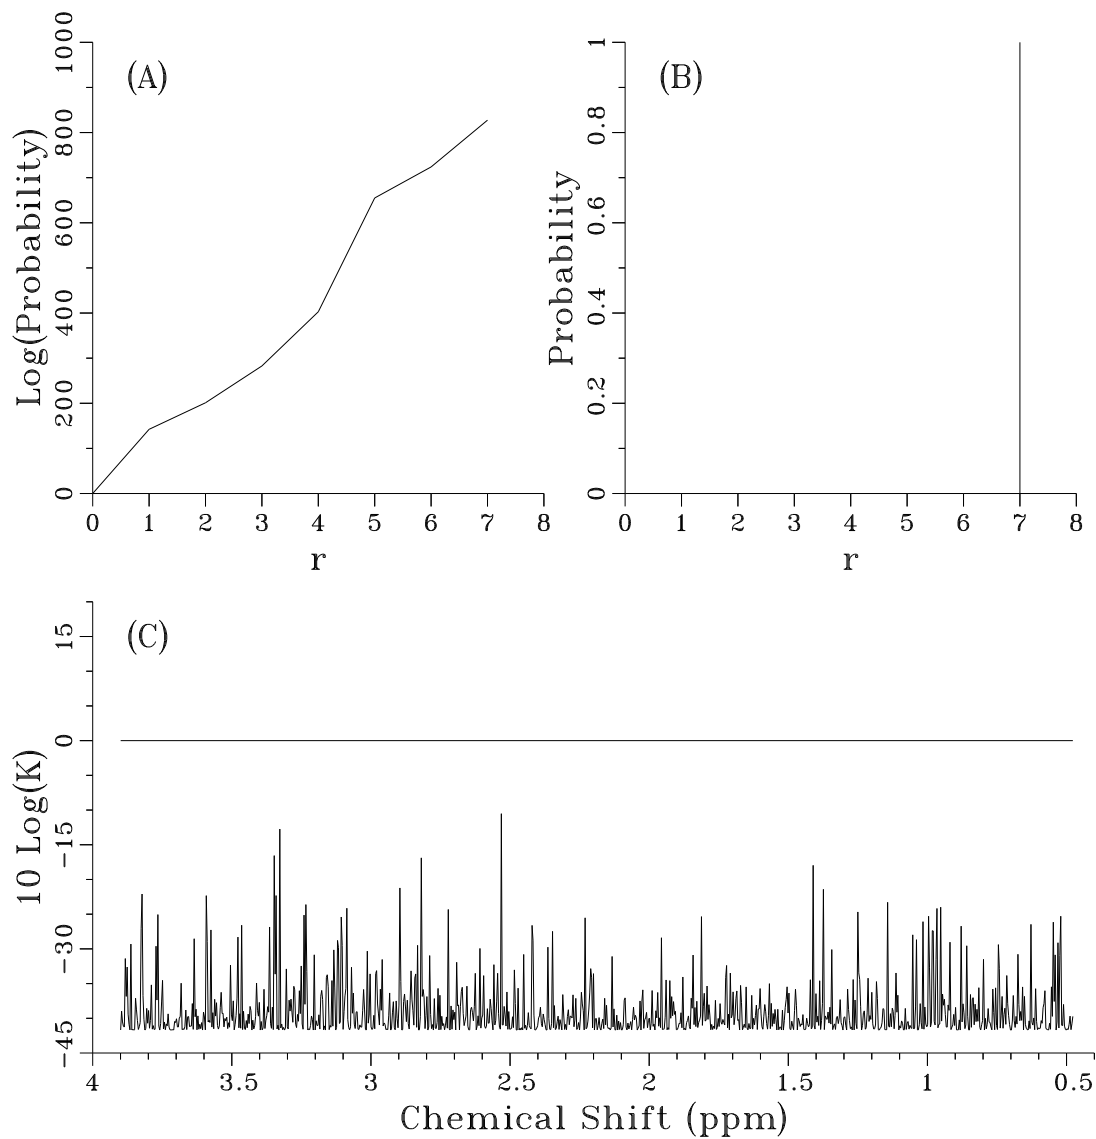 (A)
Log(Probability)
1000
800
600
400
200
0
0 1 2 3 4 5 6 7 8
r
(B)
Probability
1
0.8
0.6
0.4
0.2
0
0 1 2 3 4 5 6 7 8
r
(C)
10 Log(K)
15
0
−15
−30
−45
4 3.5 3 2.5 2 1.5 1 0.5
Chemical Shift (ppm)